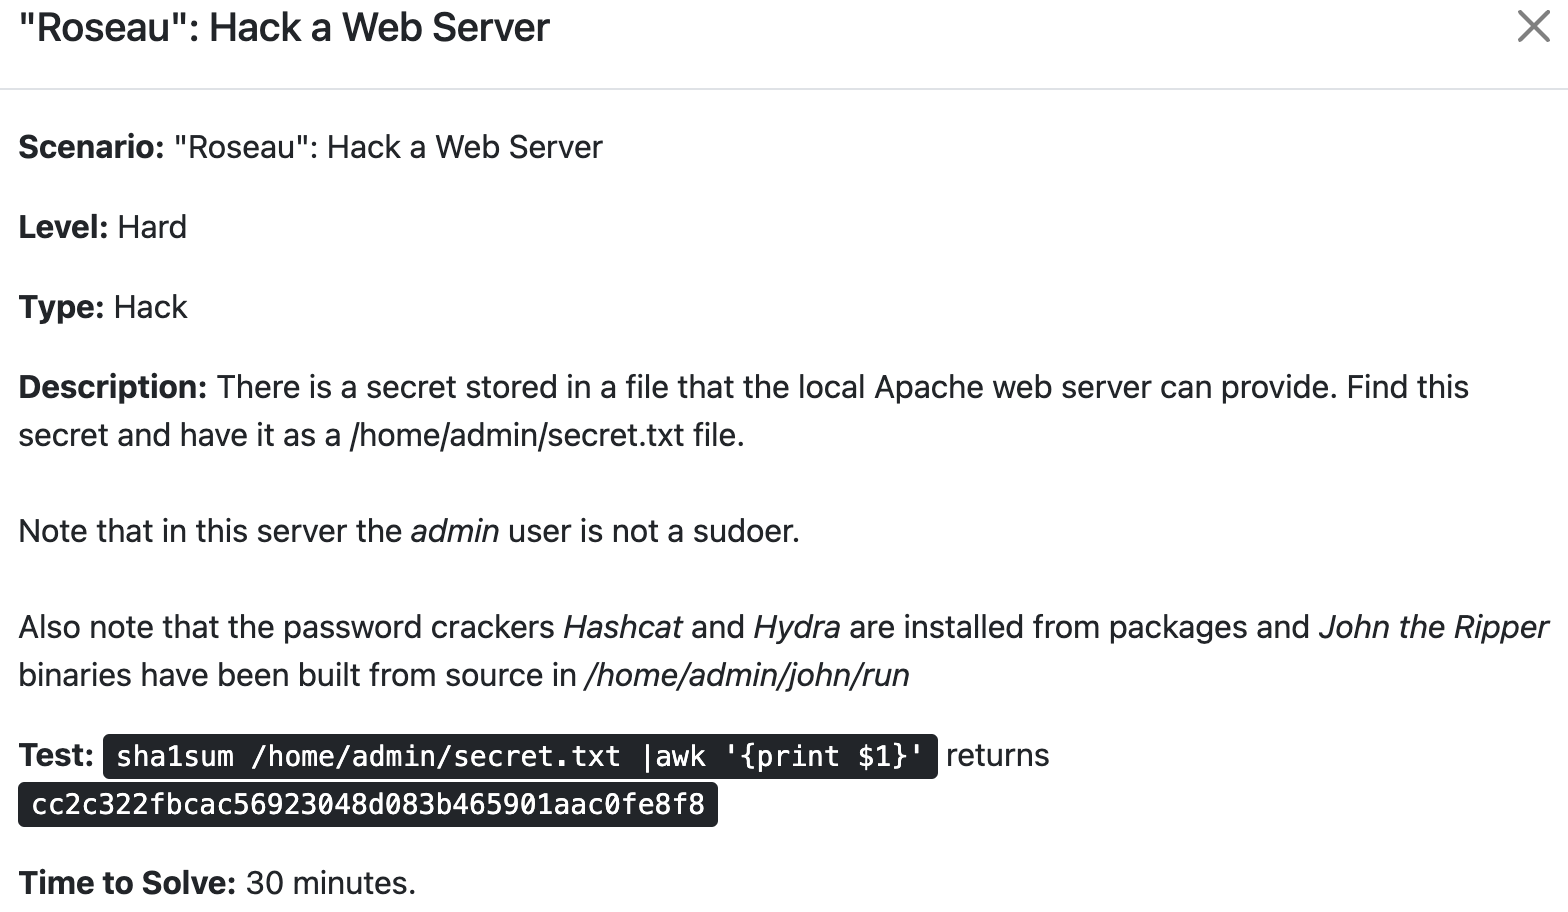 "Roseau": Hack a Web Server
Scenario: "Roseau": Hack a Web Server
Level: Hard
Type: Hack
Description: There is a secret stored in a file that the local Apache web server can provide. Find this
secret and have it as a /home/admin/secret.txt file.
Note that in this server the admin user is not a sudoer.
Also note that the password crackers Hashcat and Hydra are installed from packages and John the Ripper
binaries have been built from source in /home/admin/john/run
Test: sha1sum /home/admin/secret.txt |awk '{print $1}' returns
cc2c322fbcac56923048d083b465901aac0fe8f8
Time to Solve: 30 minutes.